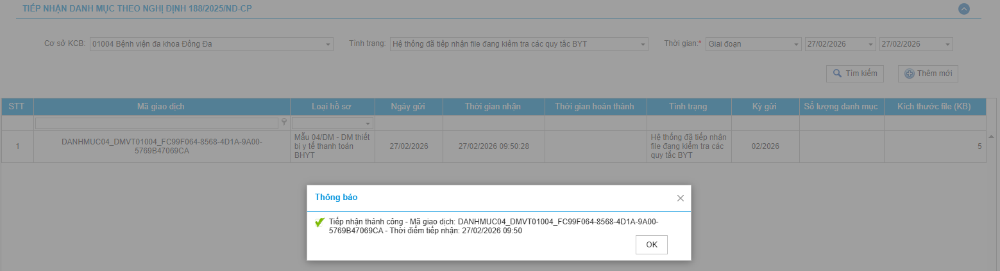 TIẾP NHẬN DANH MỤC THEO NGHỊ ĐỊNH 188/2025/NĐ-CP
Cơ sở KCB: 01004 Bệnh viện đa khoa Đống Đa Tình trạng: Hệ thống đã tiếp nhận file đang kiểm tra các quy tắc BYT Thời gian:* Giai đoạn 27/02/2026 27/02/2026
Tìm kiếm Thêm mới
STT Mã giao dịch Loại hồ sơ Ngày gửi Thời gian nhận Thời gian hoàn thành Tình trạng Kỳ gửi Số lượng danh mục Kích thước file (KB)
1
DANHMUC04_DMVT01004_FC99F064-8568-4D1A-9A00-
5769B47069CA
Mẫu 04/DM - DM thiết
bị y tế thanh toán
BHYT
27/02/2026
27/02/2026 09:50:28
Hệ thống đã tiếp nhận
file đang kiểm tra các
quy tắc BYT
02/2026
5
Thông báo
Tiếp nhận thành công - Mã giao dịch: DANHMUC04_DMVT01004_FC99F064-8568-4D1A-9A00-
5769B47069CA - Thời điểm tiếp nhận: 27/02/2026 09:50
OK